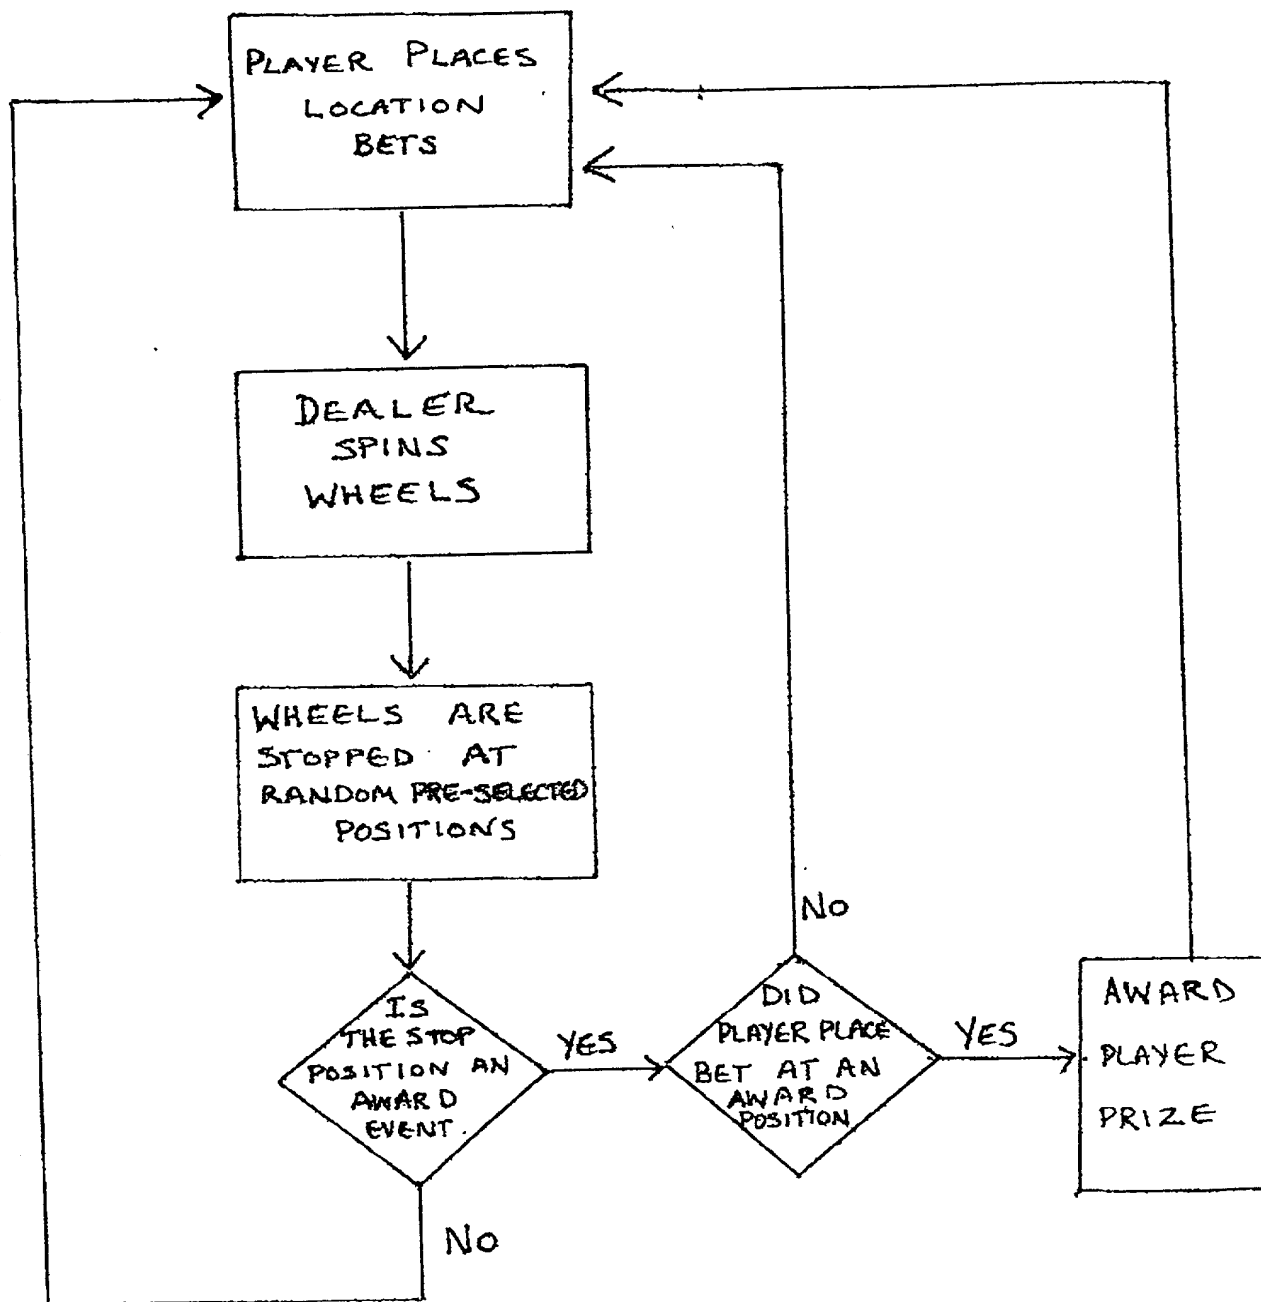 PLAYER PLACES
LOCATION
BETS
DEALER
SPINS
WHEELS
WHEELS ARE
STOPPED AT
RANDOM PRE-SELECTED
POSITIONS
IS
THE STOP
POSITION AN
AWARD
EVENT
YES
NO
DID
PLAYER PLACE
BET AT AN
AWARD
POSITION
NO
YES
AWARD
PLAYER
PRIZE